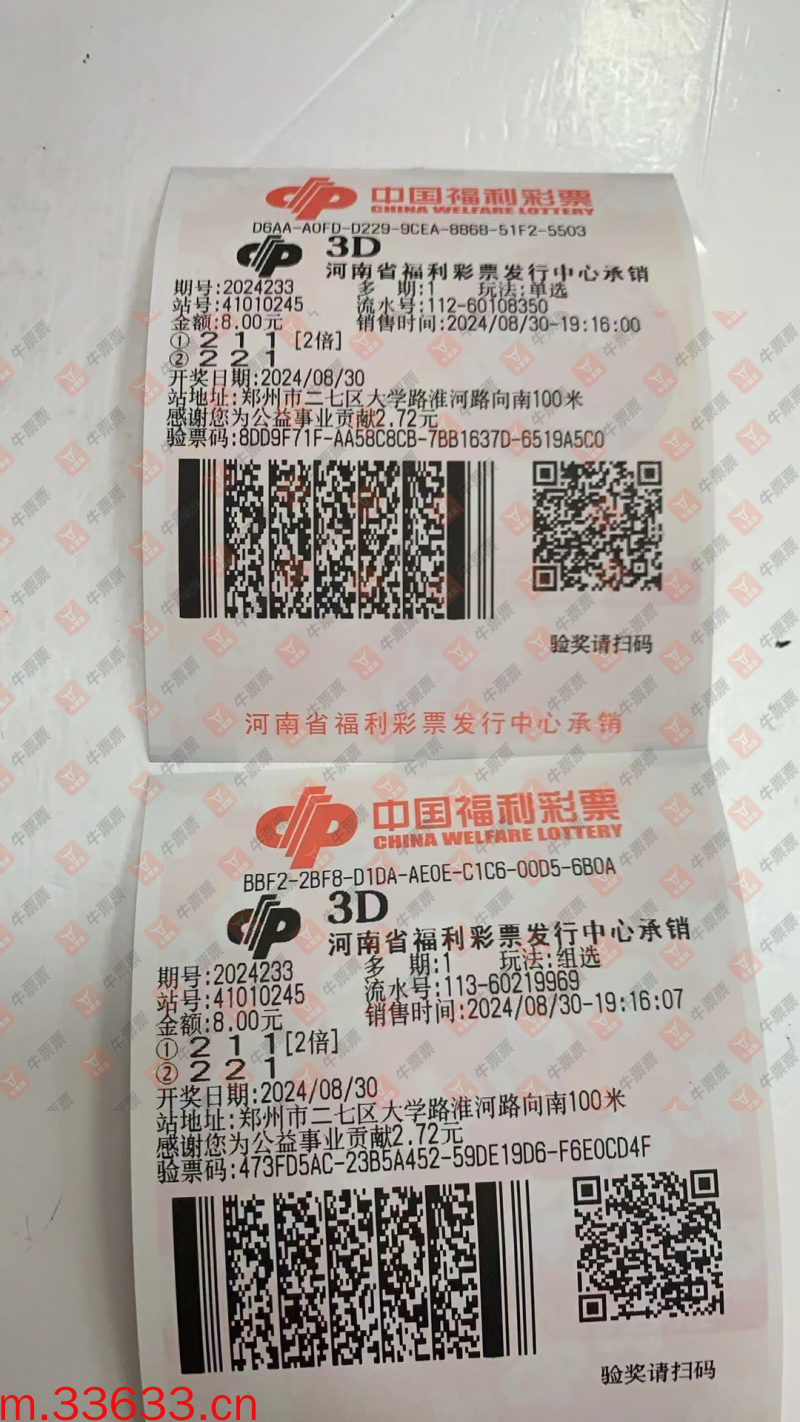 中国福利彩票
CHINA WELFARE LOTTERY
D6AA-A0FD-D229-9CEA-8868-51F2-5503
3D
河南省福利彩票发行中心承销
期号:2024233 多 期:1 玩法:单选
站号:41010245 流水号:112-60108350
金额:8.00元 销售时间:2024/08/30-19:16:00
① 2 1 1 [2倍]
② 2 2 1
开奖日期:2024/08/30
站地址:郑州市二七区大学路淮河路向南100米
感谢您为公益事业贡献2.72元
验票码:8DD9F71F-AA58C8CB-7BB1637D-6519A5C0
验奖请扫码
河南省福利彩票发行中心承销
中国福利彩票
CHINA WELFARE LOTTERY
BBF2-2BF8-D1DA-AE0E-C1C6-00D5-6B0A
3D
河南省福利彩票发行中心承销
期号:2024233 多 期:1 玩法:组选
站号:41010245 流水号:113-60219969
金额:8.00元 销售时间:2024/08/30-19:16:07
① 2 1 1 [2倍]
② 2 2 1
开奖日期:2024/08/30
站地址:郑州市二七区大学路淮河路向南100米
感谢您为公益事业贡献2.72元
验票码:473FD5AC-23B5A452-59DE19D6-F6E0CD4F
验奖请扫码
牛票票
m.33633.cn